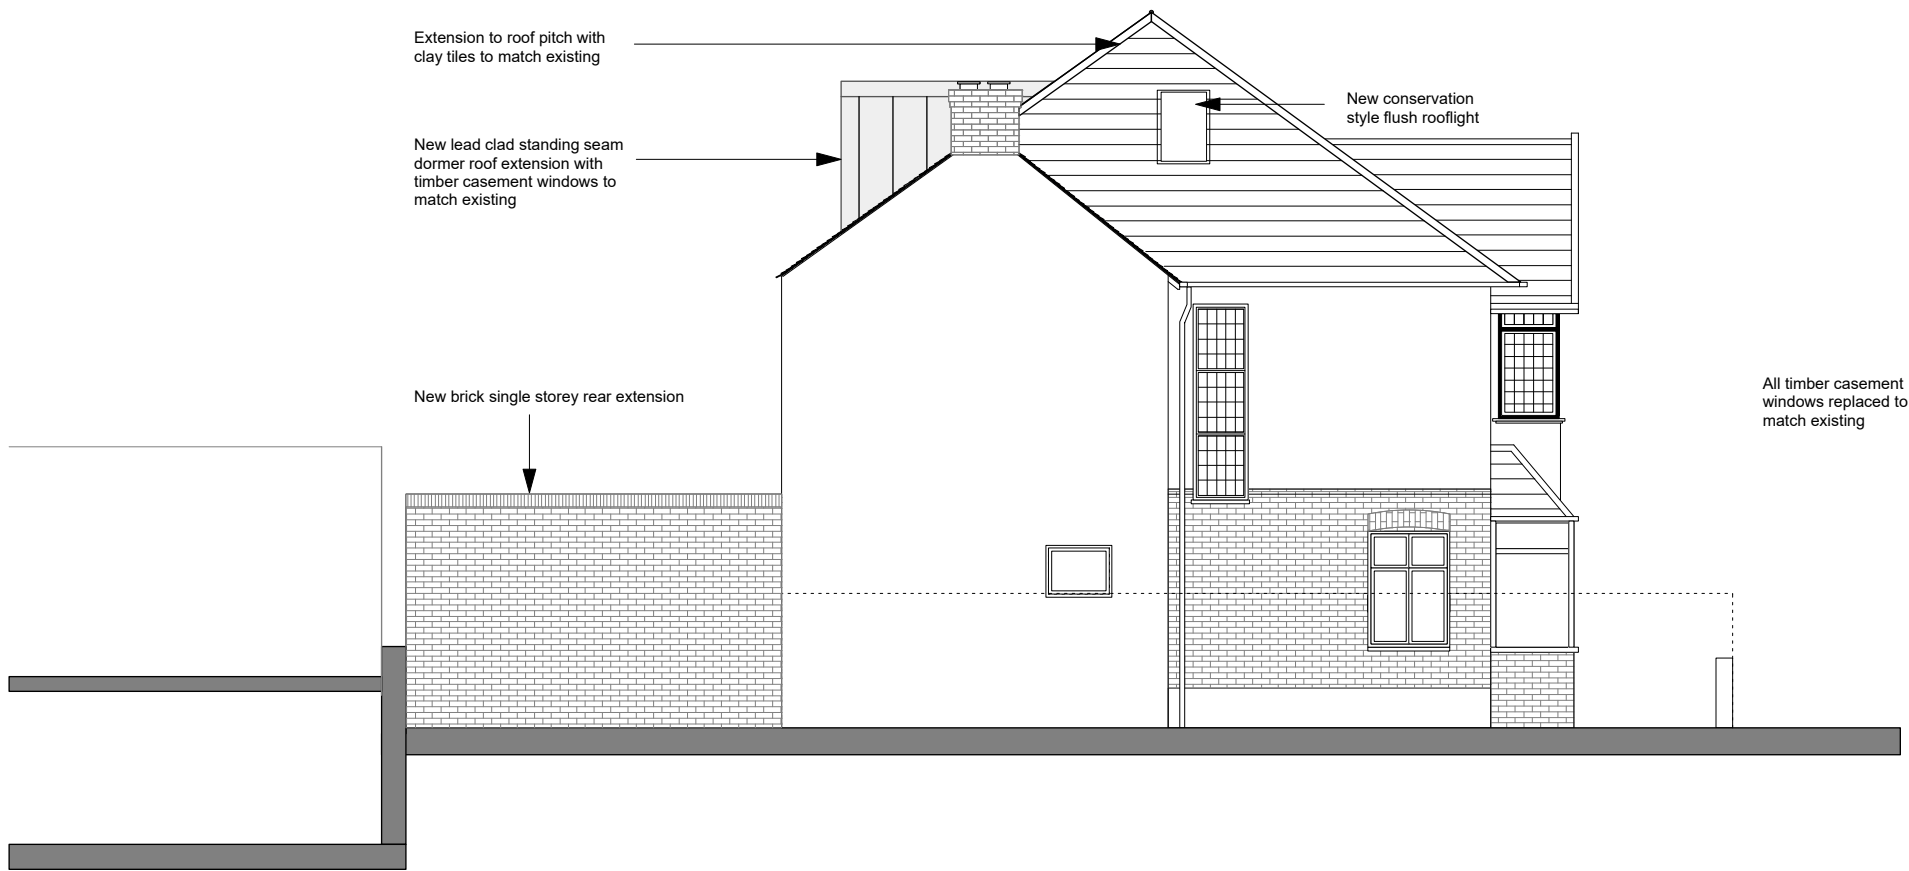 Extension to roof pitch with
clay tiles to match existing
New conservation
style flush rooflight
New lead clad standing seam
dormer roof extension with
timber casement windows to
match existing
New brick single storey rear extension
All timber casement
windows replaced to
match existing